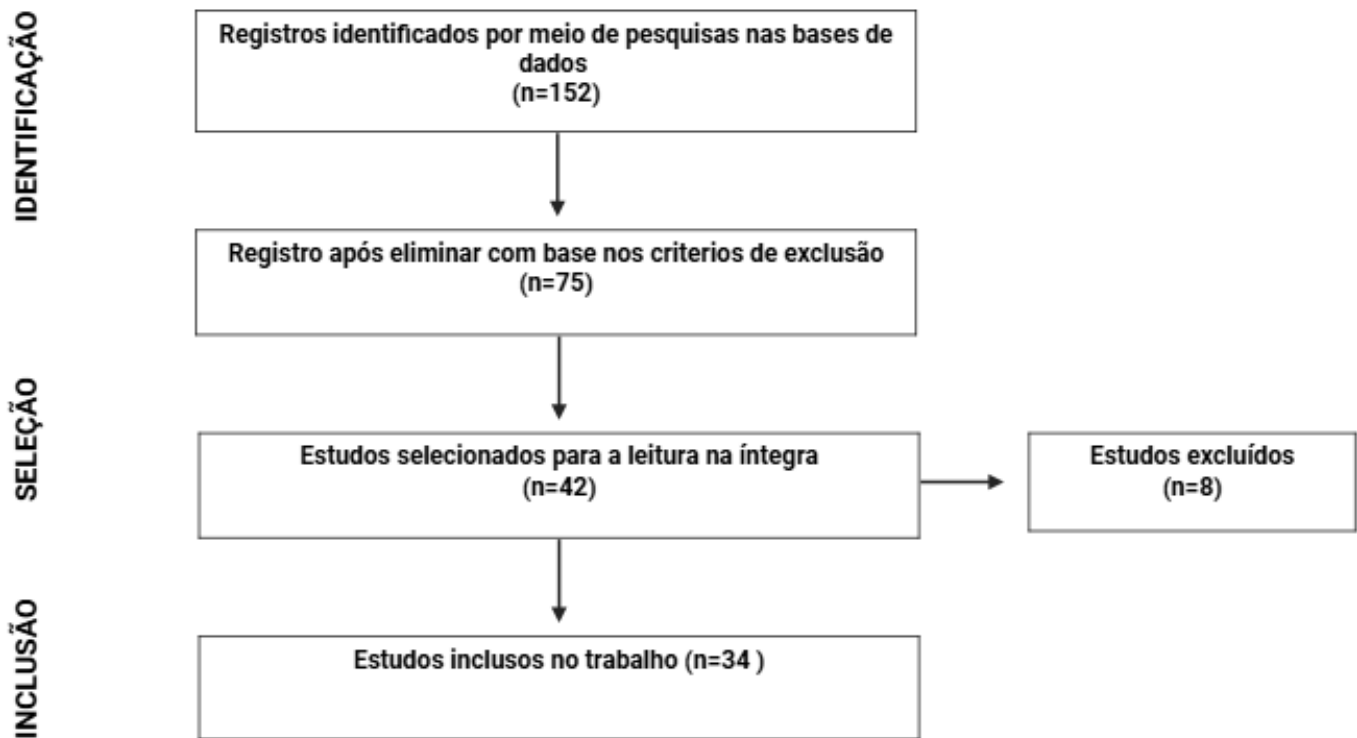 IDENTIFICAÇÃO
Registros identificados por meio de pesquisas nas bases de
dados
(n=152)
Registro após eliminar com base nos criterios de exclusão
(n=75)
SELEÇÃO
Estudos selecionados para a leitura na íntegra
(n=42)
Estudos excluídos
(n=8)
INCLUSÃO
Estudos inclusos no trabalho (n=34 )